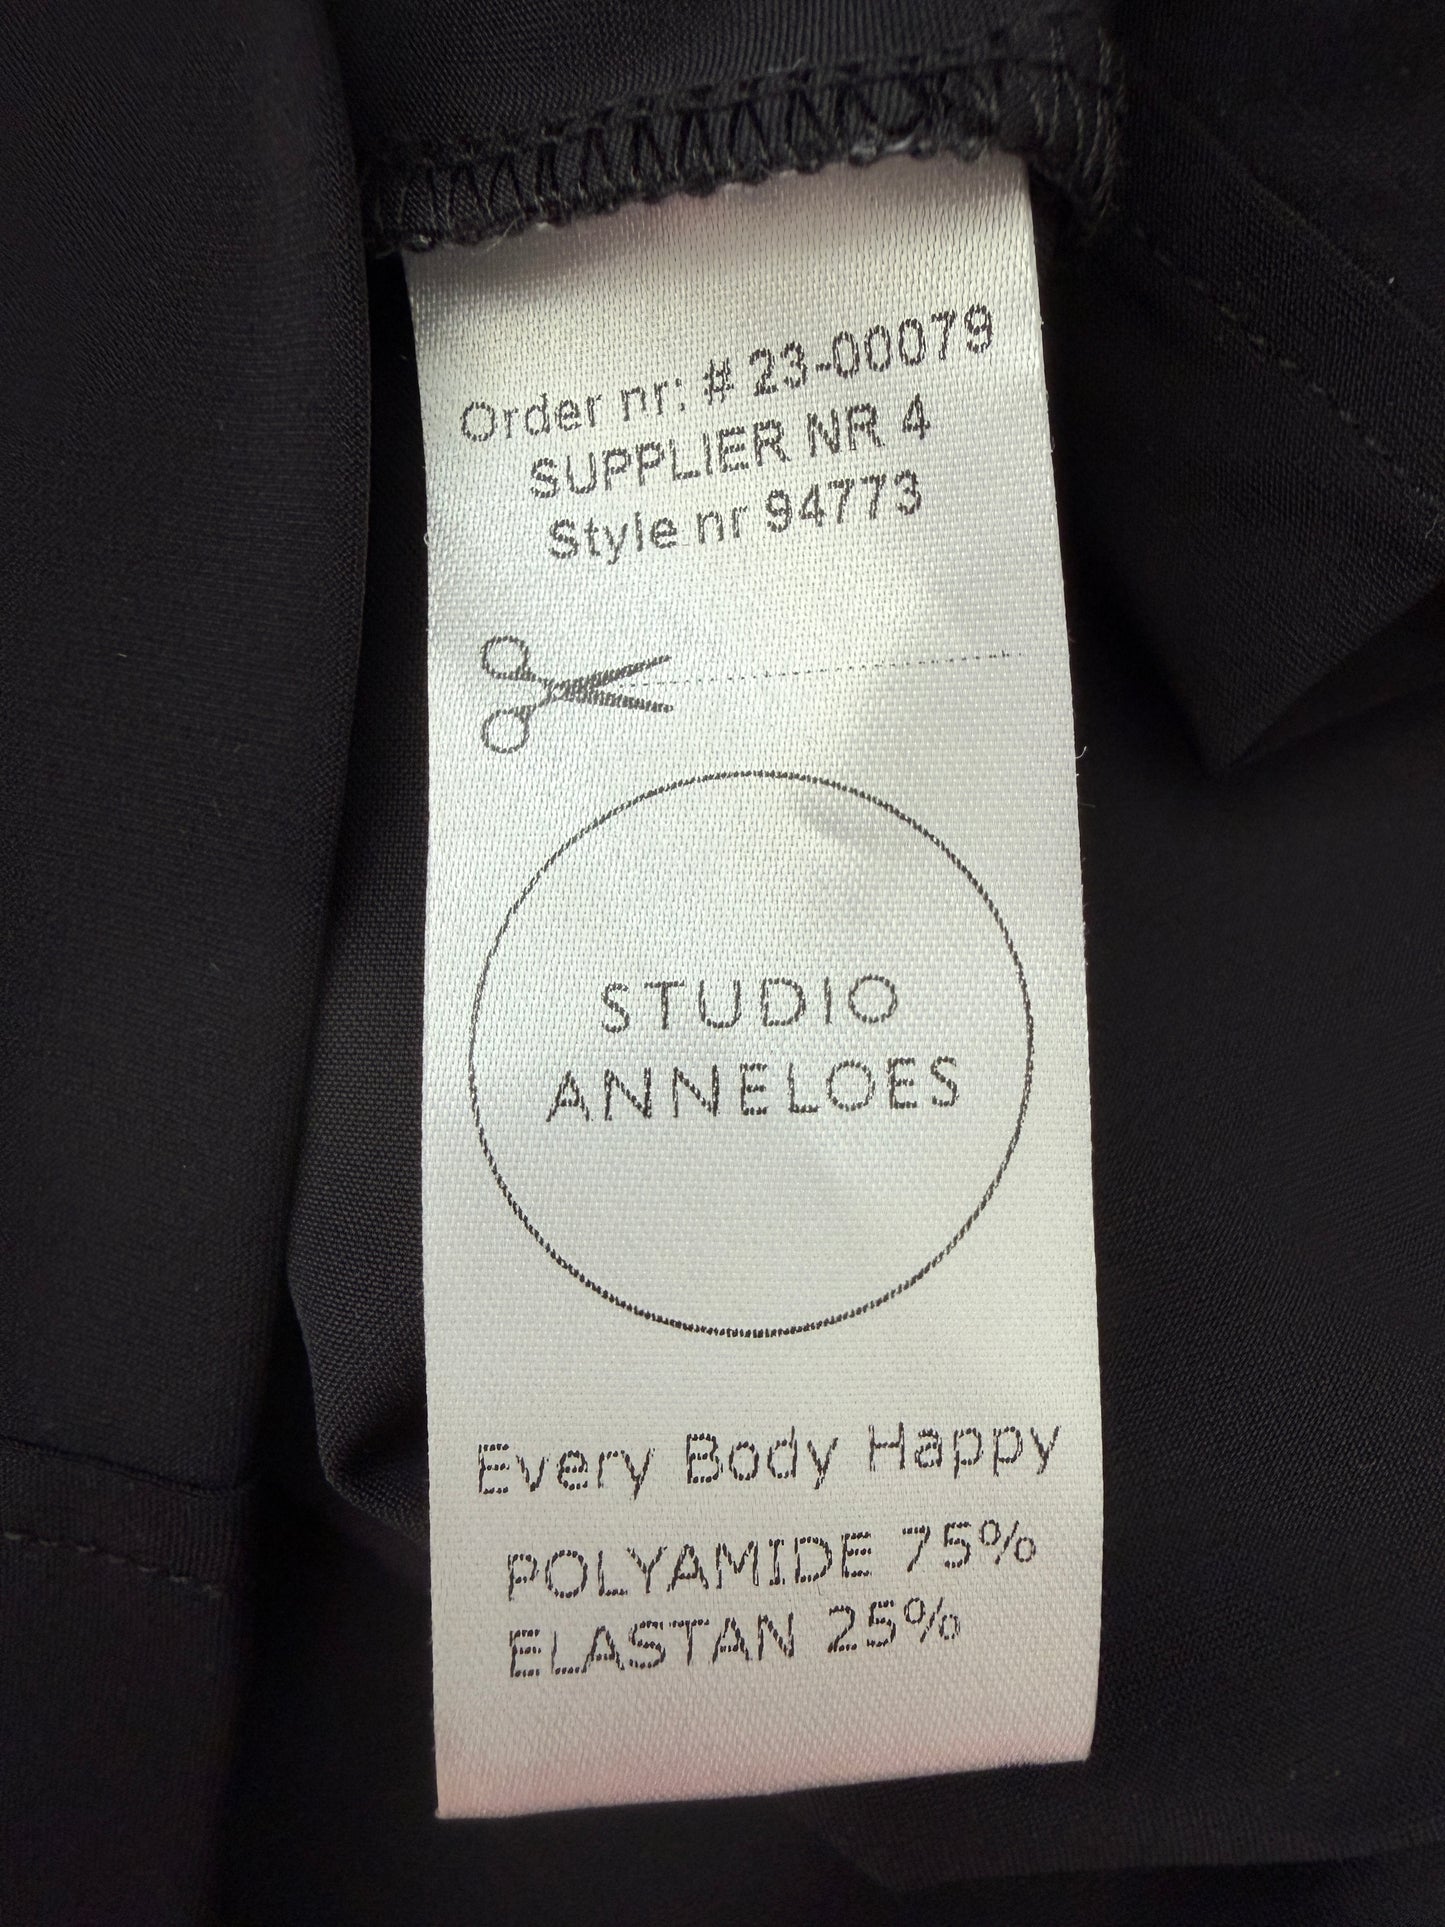 Order nr: # 23-00079
SUPPLIER NR 4
Style nr 94773
STUDIO
ANNELOES
Every Body Happy
POLYAMIDE 75%
ELASTAN 25%